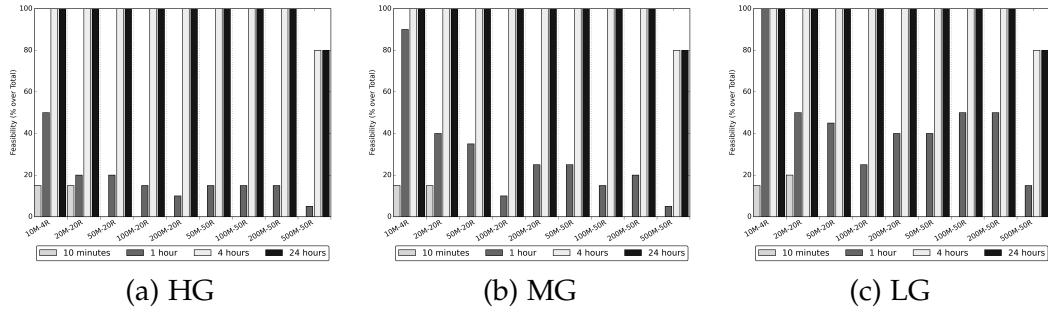 100
80
60
40
20
0
Feasibility (% over Total)
10M-4R
20M-20R
50M-20R
100M-20R
200M-20R
50M-50R
100M-50R
200M-50R
500M-50R
10 minutes 1 hour 4 hours 24 hours
(a) HG
100
80
60
40
20
0
Feasibility (% over Total)
10M-4R
20M-20R
50M-20R
100M-20R
200M-20R
50M-50R
100M-50R
200M-50R
500M-50R
10 minutes 1 hour 4 hours 24 hours
(b) MG
100
80
60
40
20
0
Feasibility (% over Total)
10M-4R
20M-20R
50M-20R
100M-20R
200M-20R
50M-50R
100M-50R
200M-50R
500M-50R
10 minutes 1 hour 4 hours 24 hours
(c) LG